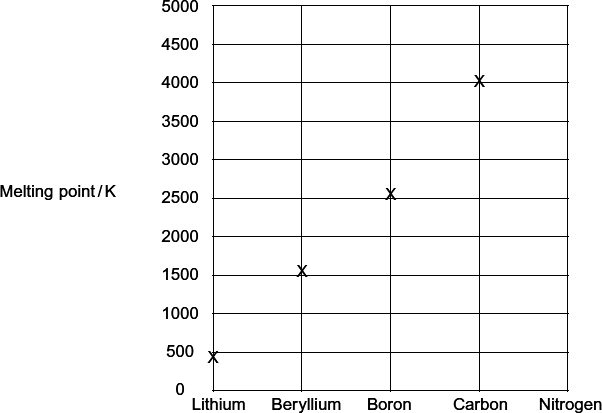 5000
4500
4000
3500
3000
Melting point / K
2500
2000
1500
1000
500
0
X
X
X
X
Lithium Beryllium Boron Carbon Nitrogen